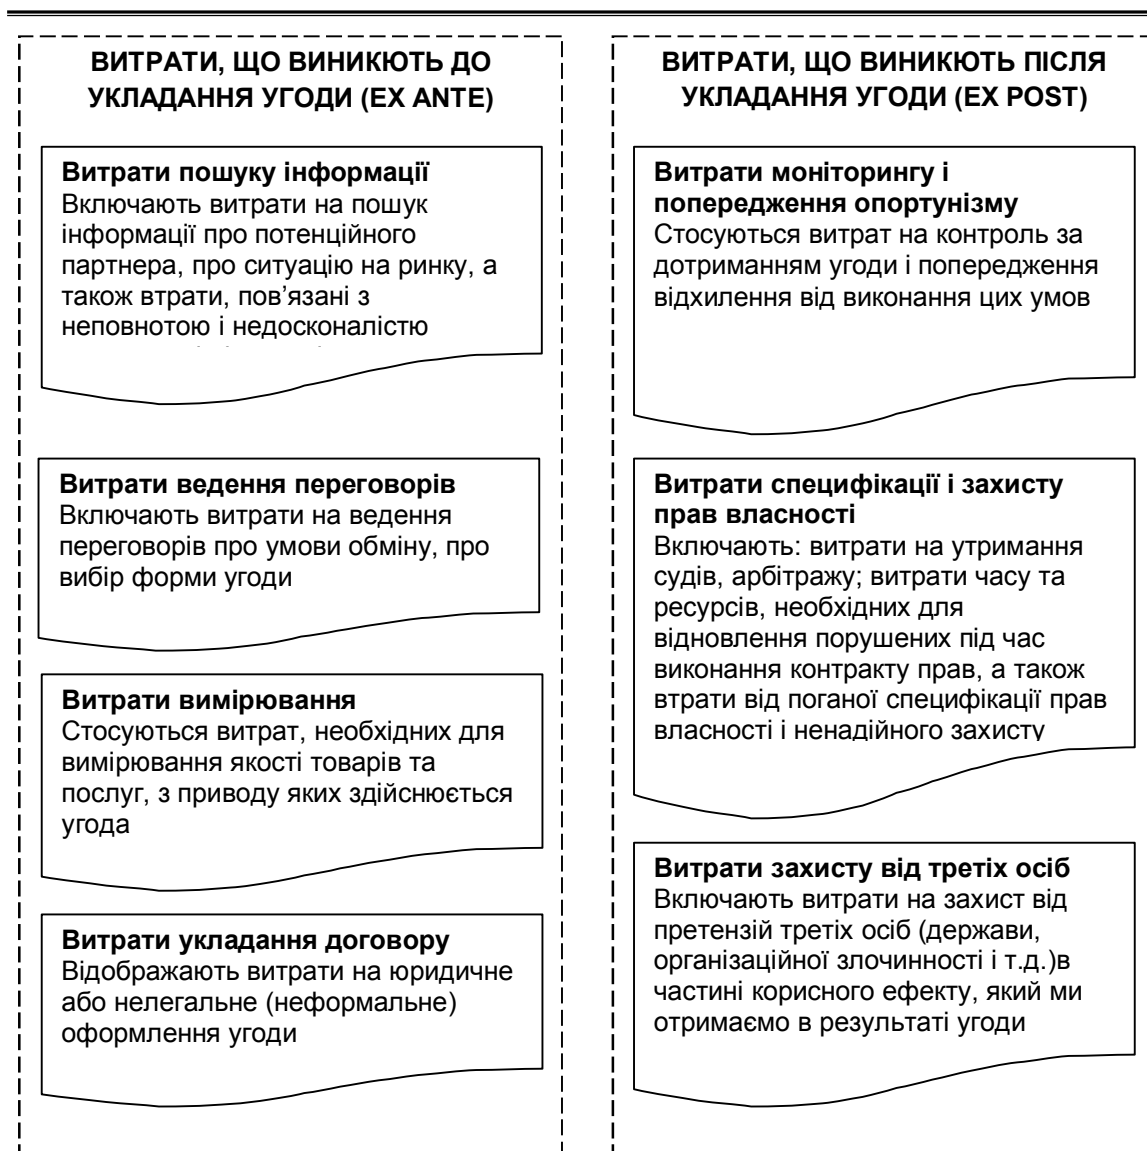 ВИТРАТИ, ЩО ВИНИКЮТЬ ДО
УКЛАДАННЯ УГОДИ (EX ANTE)
Витрати пошуку інформації
Включають витрати на пошук
інформації про потенційного
партнера, про ситуацію на ринку, а
також втрати, пов’язані з
неповнотою і недосконалістю
Витрати ведення переговорів
Включають витрати на ведення
переговорів про умови обміну, про
вибір форми угоди
Витрати вимірювання
Стосуються витрат, необхідних для
вимірювання якості товарів та
послуг, з приводу яких здійснюється
угода
Витрати укладання договору
Відображають витрати на юридичне
або нелегальне (неформальне)
оформлення угоди
ВИТРАТИ, ЩО ВИНИКЮТЬ ПІСЛЯ
УКЛАДАННЯ УГОДИ (EX POST)
Витрати моніторингу і
попередження опортунізму
Стосуються витрат на контроль за
дотриманням угоди і попередження
відхилення від виконання цих умов
Витрати специфікації і захисту
прав власності
Включають: витрати на утримання
судів, арбітражу; витрати часу та
ресурсів, необхідних для
відновлення порушених під час
виконання контракту прав, а також
втрати від поганої специфікації прав
власності і ненадійного захисту
Витрати захисту від третіх осіб
Включають витрати на захист від
претензій третіх осіб (держави,
організаційної злочинності і т.д.)в
частині корисного ефекту, який ми
отримаємо в результаті угоди